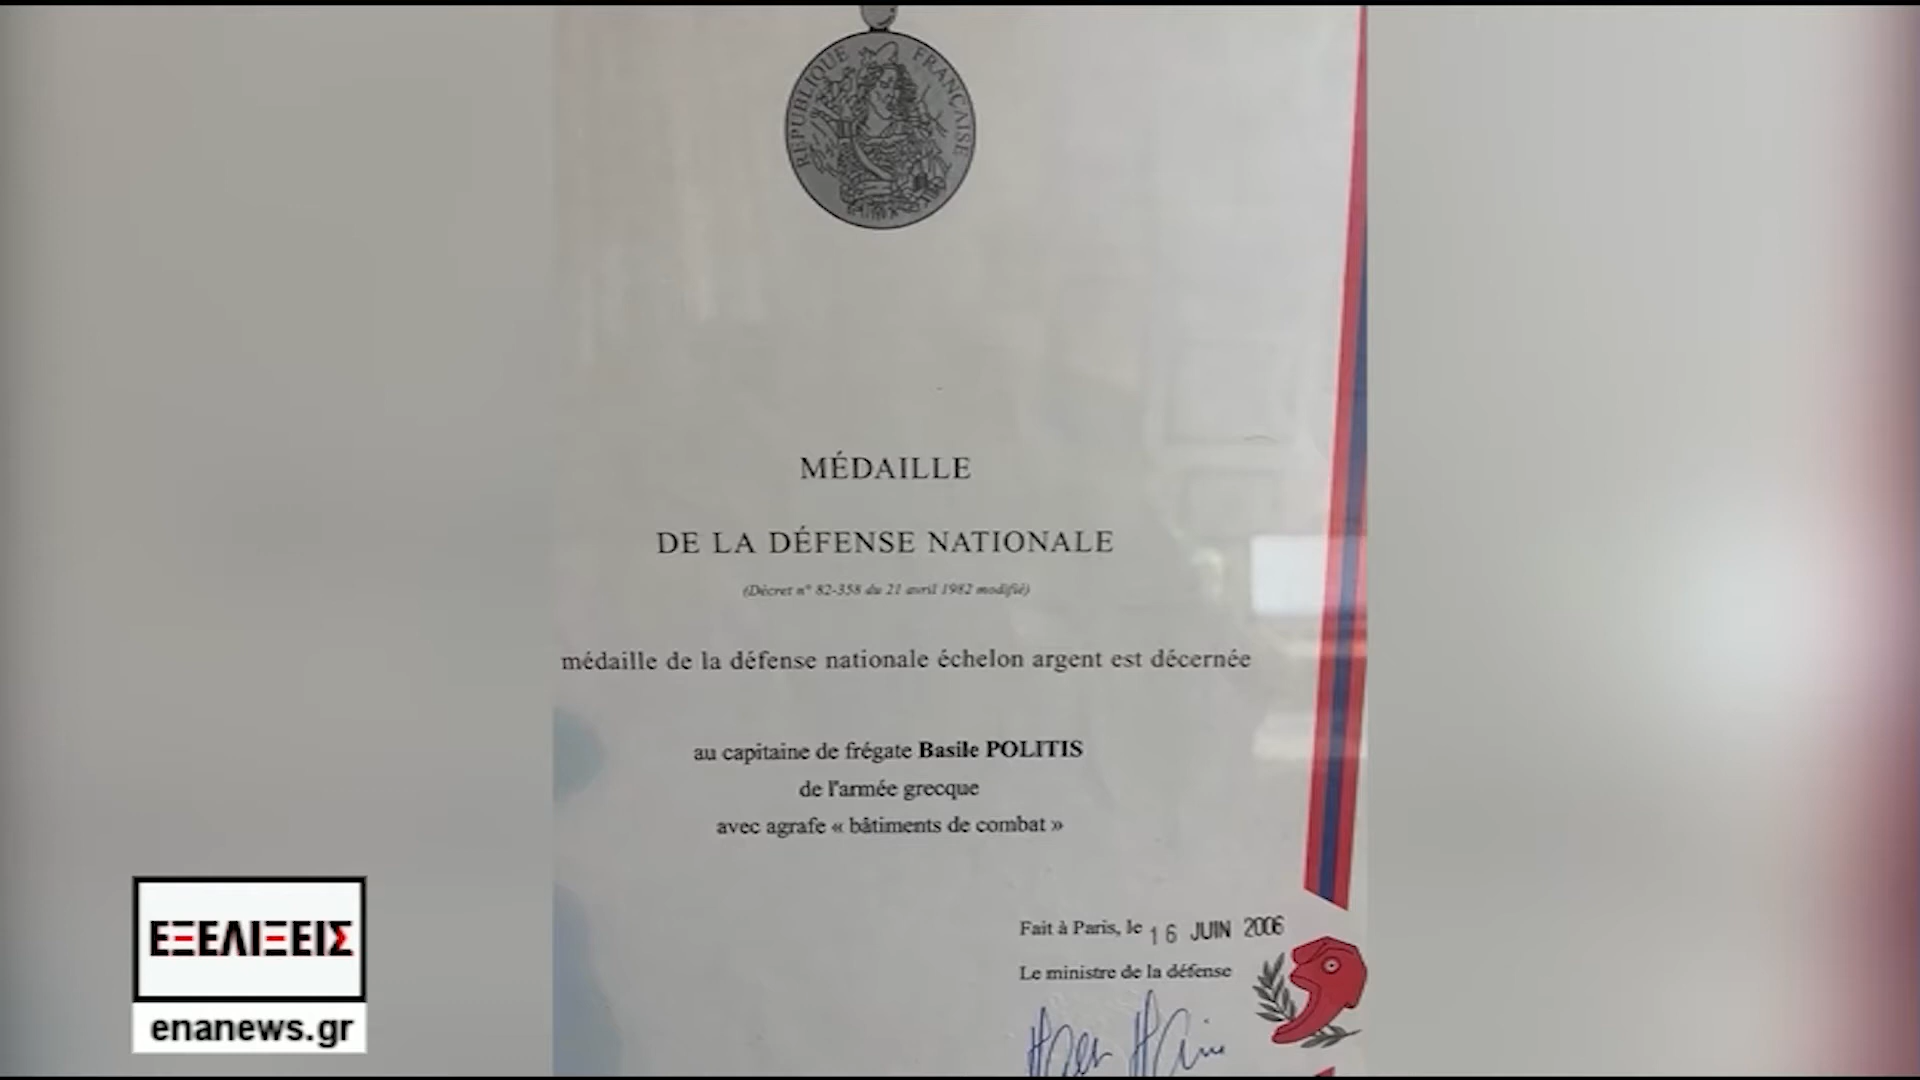 RÉPUBLIQUE FRANÇAISE
MÉDAILLE
DE LA DÉFENSE NATIONALE
(Décret n° 82-358 du 21 avril 1982 modifié)
médaille de la défense nationale échelon argent est décernée
au capitaine de frégate Basile POLITIS
de l'armée grecque
avec agrafe « bâtiments de combat »
Fait à Paris, le 16 JUIN 2006
Le ministre de la défense
ΕΞΕΛΙΞΕΙΣ
enanews.gr